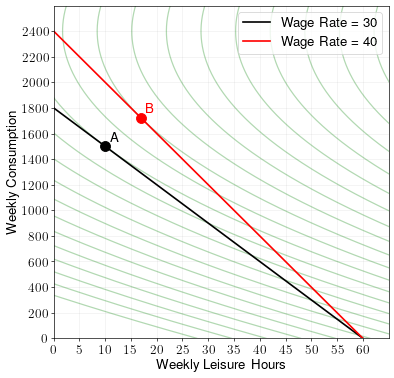 Wage Rate = 30
Wage Rate = 40
2400
2200
2000
1800
1600
1400
1200
1000
800
600
400
200
0
Weekly Consumption
A
B
0 5 10 15 20 25 30 35 40 45 50 55 60
Weekly Leisure Hours